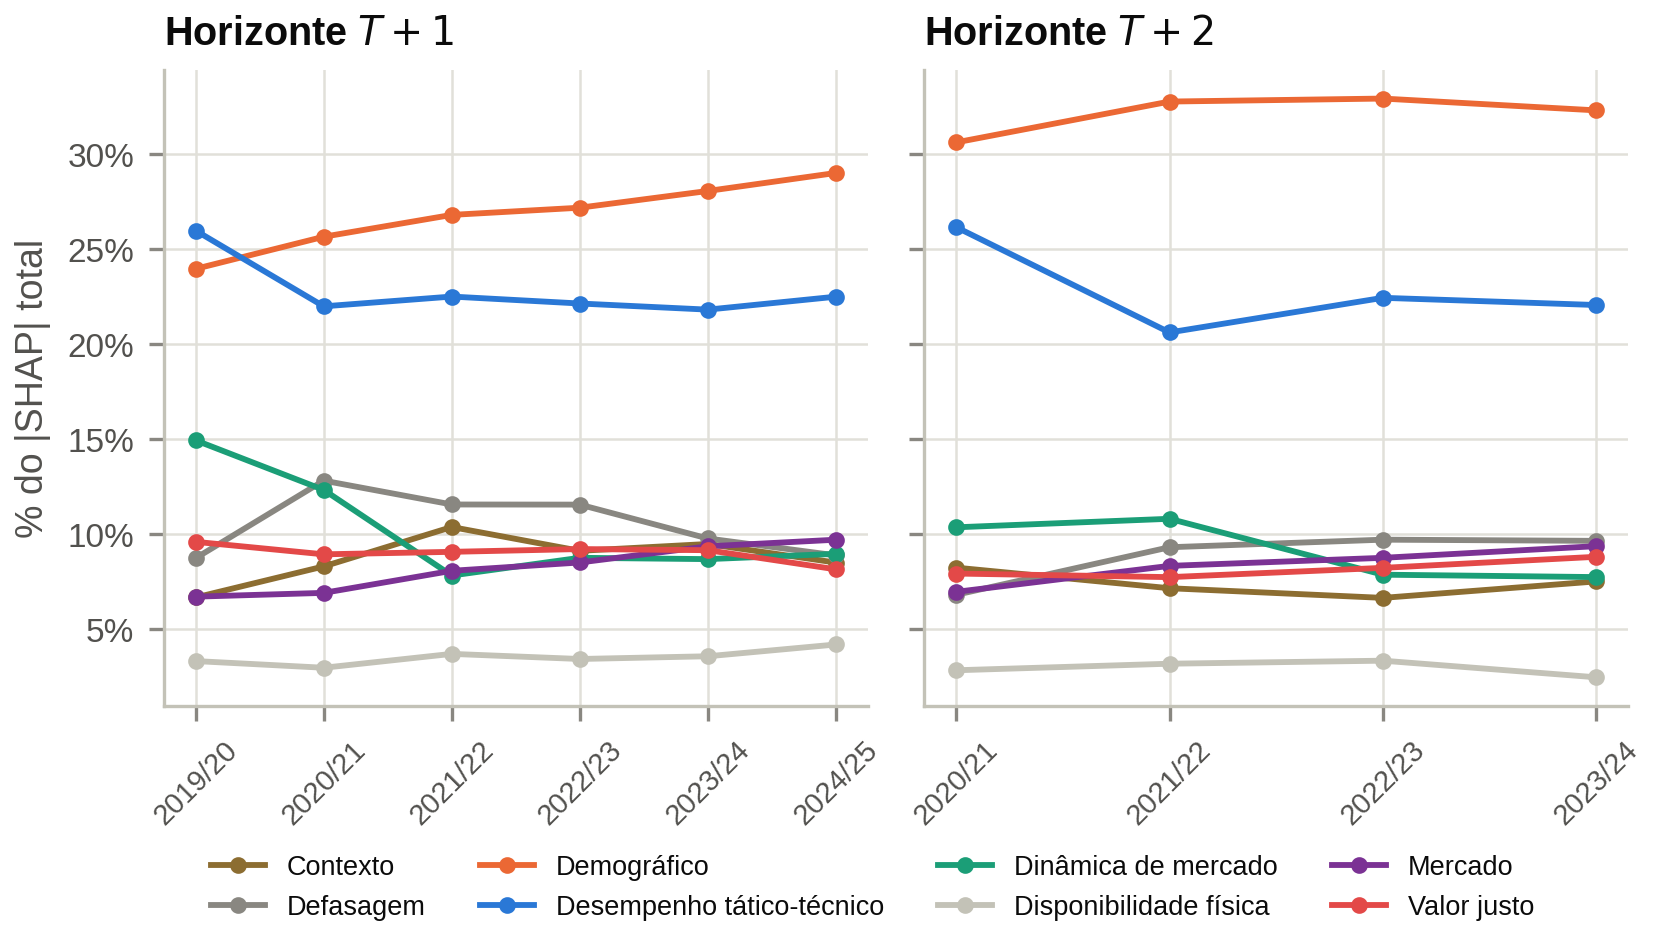 Horizonte T + 1
Horizonte T + 2
% do |SHAP| total
30%
25%
20%
15%
10%
5%
2019/20
2020/21
2021/22
2022/23
2023/24
2024/25
2020/21
2021/22
2022/23
2023/24
Contexto
Demográfico
Dinâmica de mercado
Mercado
Defasagem
Desempenho tático-técnico
Disponibilidade física
Valor justo